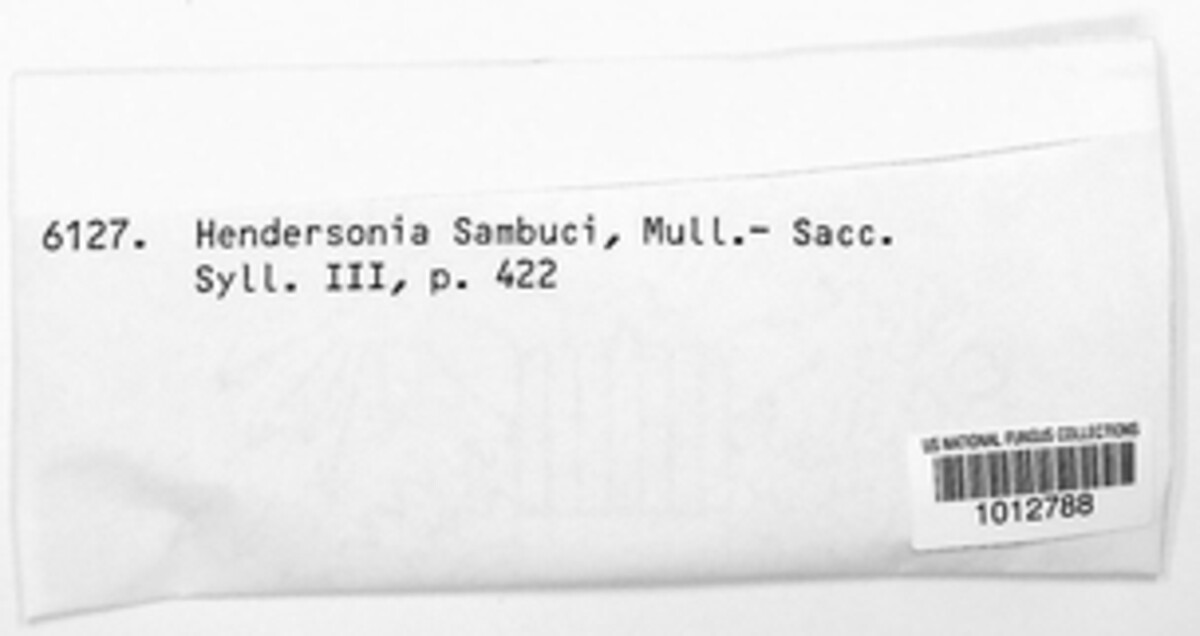 6127. Hendersonia Sambuci, Mull.- Sacc.
Syll. III, p. 422
US NATIONAL FUNGUS COLLECTIONS
1012788